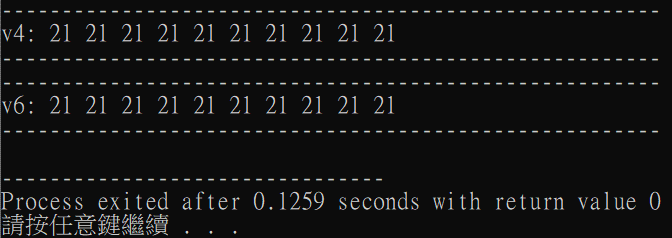 -------------------------------------------------------
v4: 21 21 21 21 21 21 21 21 21 21
-------------------------------------------------------
-------------------------------------------------------
v6: 21 21 21 21 21 21 21 21 21 21
-------------------------------------------------------
--------------------------------
Process exited after 0.1259 seconds with return value 0
請按任意鍵繼續 . . .